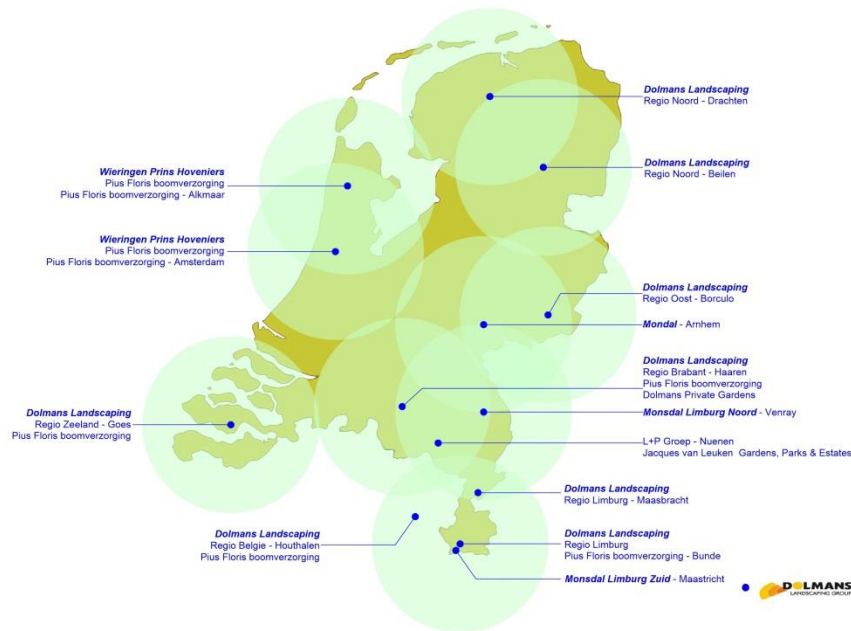 Dolmans Landscaping
Regio Noord - Drachten
Dolmans Landscaping
Regio Noord - Beilen
Wieringen Prins Hoveniers
Pius Floris boomverzorging
Pius Floris boomverzorging - Alkmaar
Wieringen Prins Hoveniers
Pius Floris boomverzorging
Pius Floris boomverzorging - Amsterdam
Dolmans Landscaping
Regio Oost - Borculo
Mondal - Arnhem
Dolmans Landscaping
Regio Brabant - Haaren
Pius Floris boomverzorging
Dolmans Private Gardens
Dolmans Landscaping
Regio Zeeland - Goes
Pius Floris boomverzorging
Monsdal Limburg Noord - Venray
L+P Groep - Nuenen
Jacques van Leuken Gardens, Parks & Estates
Dolmans Landscaping
Regio Limburg - Maasbracht
Dolmans Landscaping
Regio Belgie - Houthalen
Pius Floris boomverzorging
Dolmans Landscaping
Regio Limburg
Pius Floris boomverzorging - Bunde
Monsdal Limburg Zuid - Maastricht
DOLMANS
LANDSCAPING GROUP